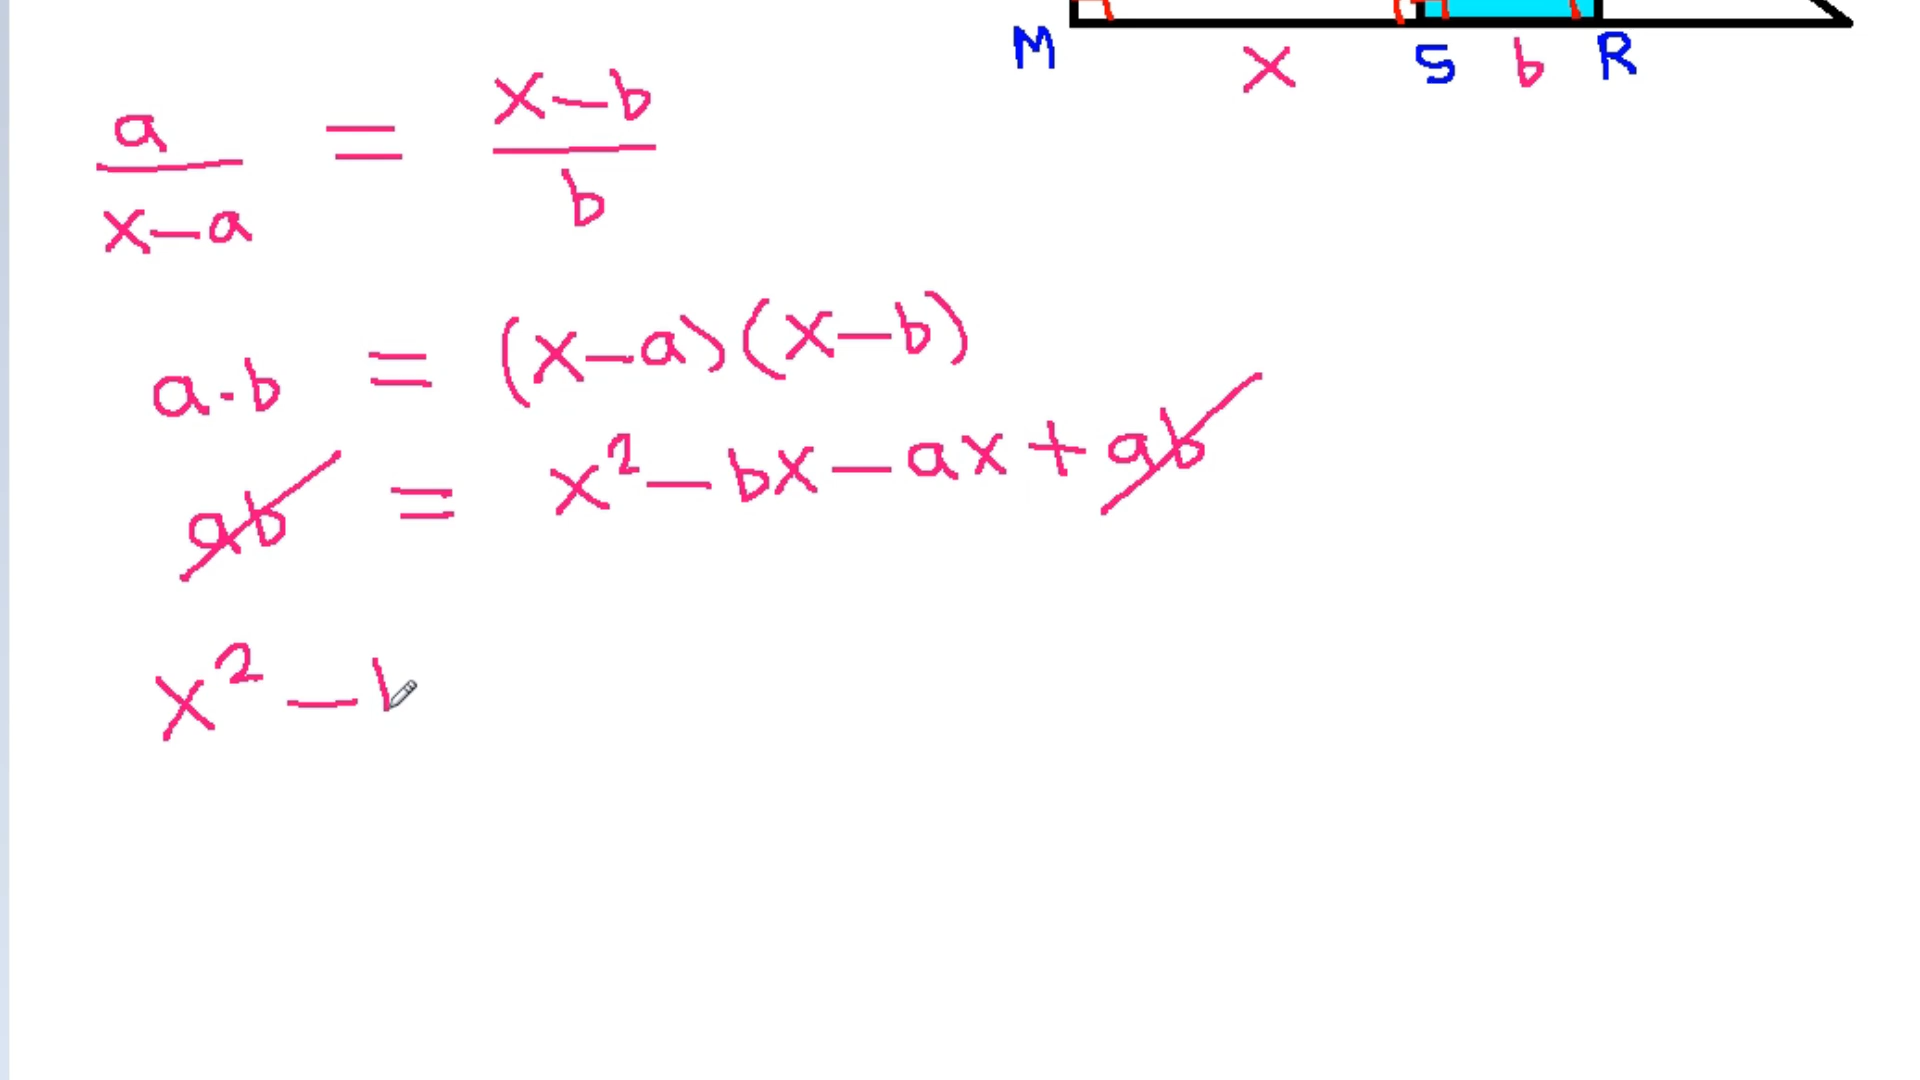 M x S b R
a/(x-a) = (x-b)/b
a·b = (x-a)(x-b)
ab = x² - bx - ax + ab
x² -